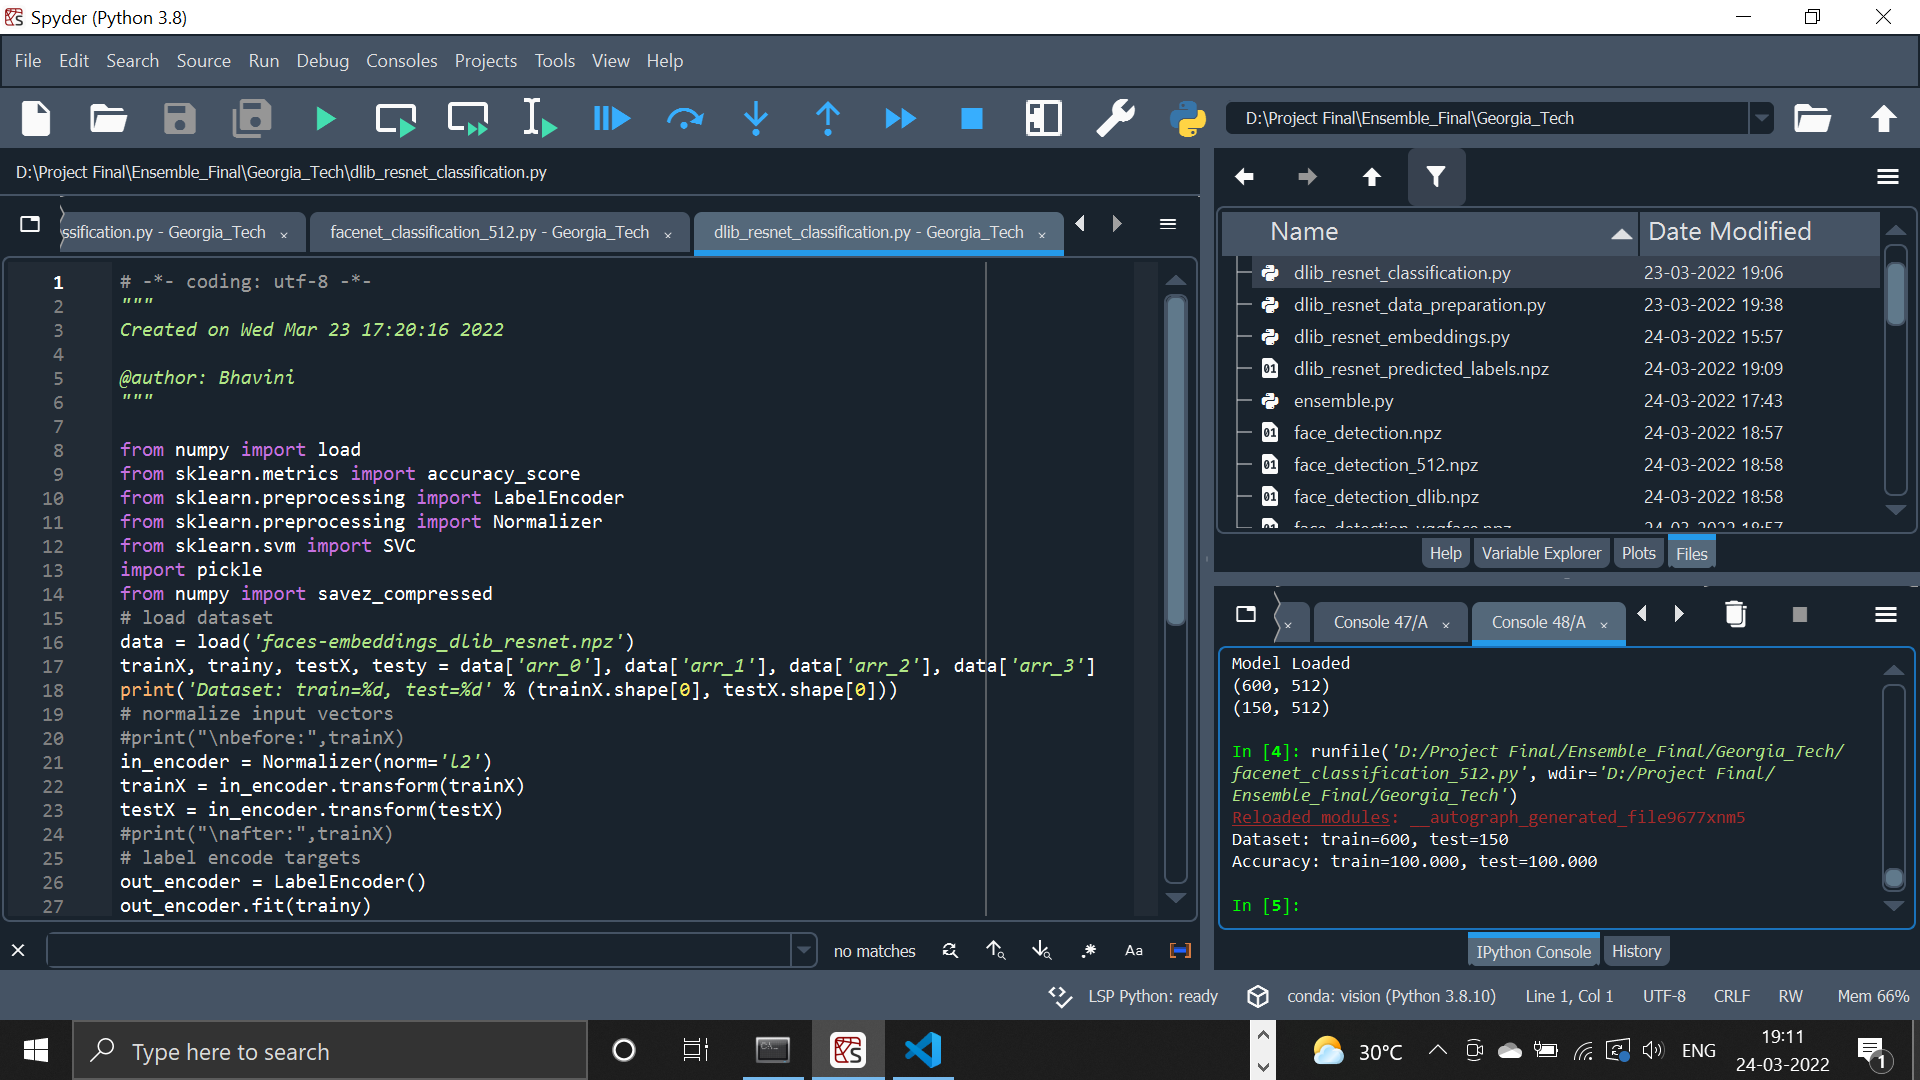 Spyder (Python 3.8)
File Edit Search Source Run Debug Consoles Projects Tools View Help
D:\Project Final\Ensemble_Final\Georgia_Tech
D:\Project Final\Ensemble_Final\Georgia_Tech\dlib_resnet_classification.py
ssification.py - Georgia_Tech
facenet_classification_512.py - Georgia_Tech
dlib_resnet_classification.py - Georgia_Tech
1 # -*- coding: utf-8 -*-
2 """
3 Created on Wed Mar 23 17:20:16 2022
4
5 @author: Bhavini
6 """
7
8 from numpy import load
9 from sklearn.metrics import accuracy_score
10 from sklearn.preprocessing import LabelEncoder
11 from sklearn.preprocessing import Normalizer
12 from sklearn.svm import SVC
13 import pickle
14 from numpy import savez_compressed
15 # load dataset
16 data = load('faces-embeddings_dlib_resnet.npz')
17 trainX, trainy, testX, testy = data['arr_0'], data['arr_1'], data['arr_2'], data['arr_3']
18 print('Dataset: train=%d, test=%d' % (trainX.shape[0], testX.shape[0]))
19 # normalize input vectors
20 #print("\nbefore:",trainX)
21 in_encoder = Normalizer(norm='l2')
22 trainX = in_encoder.transform(trainX)
23 testX = in_encoder.transform(testX)
24 #print("\nafter:",trainX)
25 # label encode targets
26 out_encoder = LabelEncoder()
27 out_encoder.fit(trainy)
no matches
Aa
Name Date Modified
dlib_resnet_classification.py 23-03-2022 19:06
dlib_resnet_data_preparation.py 23-03-2022 19:38
dlib_resnet_embeddings.py 24-03-2022 15:57
dlib_resnet_predicted_labels.npz 24-03-2022 19:09
ensemble.py 24-03-2022 17:43
face_detection.npz 24-03-2022 18:57
face_detection_512.npz 24-03-2022 18:58
face_detection_dlib.npz 24-03-2022 18:58
face_detection_vggface.npz 24-03-2022 18:57
Help Variable Explorer Plots Files
Console 47/A Console 48/A
Model Loaded
(600, 512)
(150, 512)
In [4]: runfile('D:/Project Final/Ensemble_Final/Georgia_Tech/
facenet_classification_512.py', wdir='D:/Project Final/
Ensemble_Final/Georgia_Tech')
Reloaded modules: __autograph_generated_file9677xnm5
Dataset: train=600, test=150
Accuracy: train=100.000, test=100.000
In [5]:
IPython Console History
LSP Python: ready conda: vision (Python 3.8.10) Line 1, Col 1 UTF-8 CRLF RW Mem 66%
Type here to search
30°C
ENG
19:11
24-03-2022
1